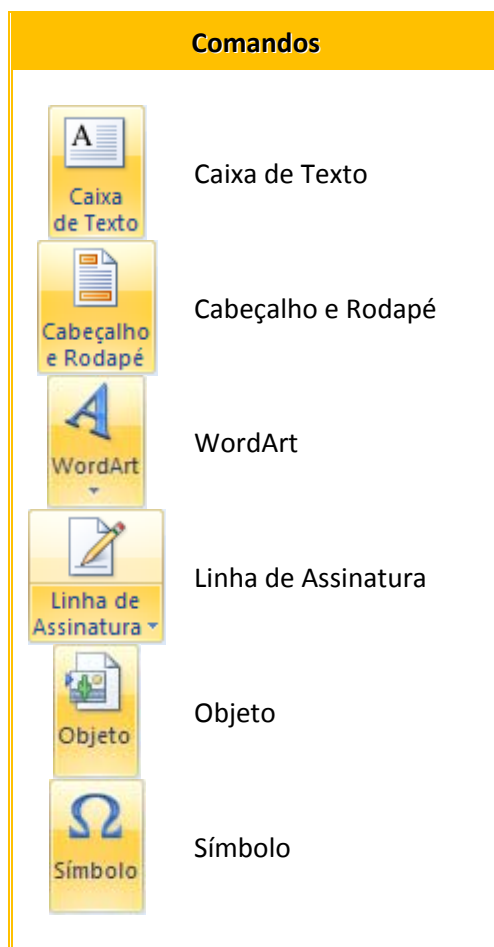 Comandos
A
Caixa
de Texto
Caixa de Texto
Cabeçalho
e Rodapé
Cabeçalho e Rodapé
A
WordArt
WordArt
Linha de
Assinatura
Linha de Assinatura
Objeto
Objeto
Ω
Símbolo
Símbolo